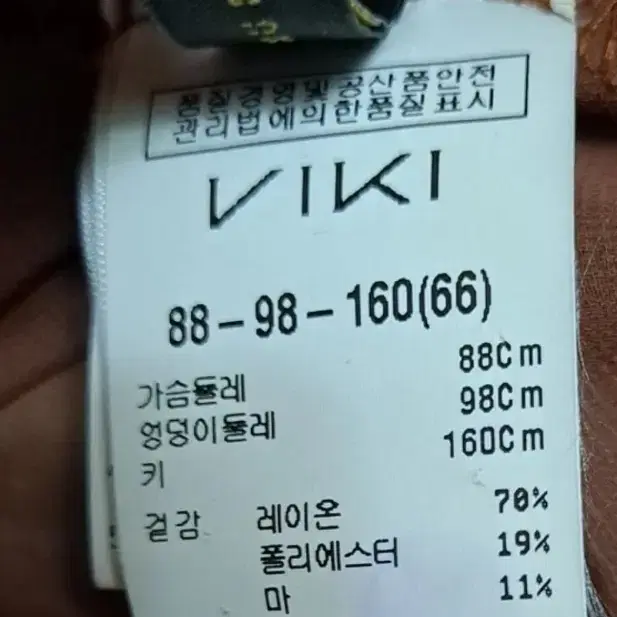 품질경영및공산품안전
관리법에의한품질표시
VIKI
88-98-160(66)
가슴둘레 88Cm
엉덩이둘레 98Cm
키 160Cm
겉감 레이온 70%
폴리에스터 19%
마 11%